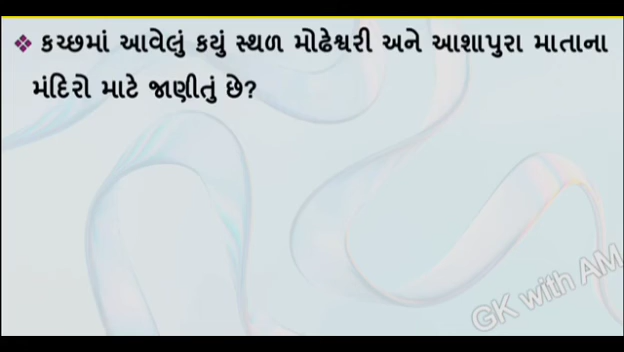 ❖ કચ્છમાં આવેલું કયું સ્થળ મોઢેશ્વરી અને આશાપુરા માતાના
મંદિરો માટે જાણીતું છે?
GK with AM